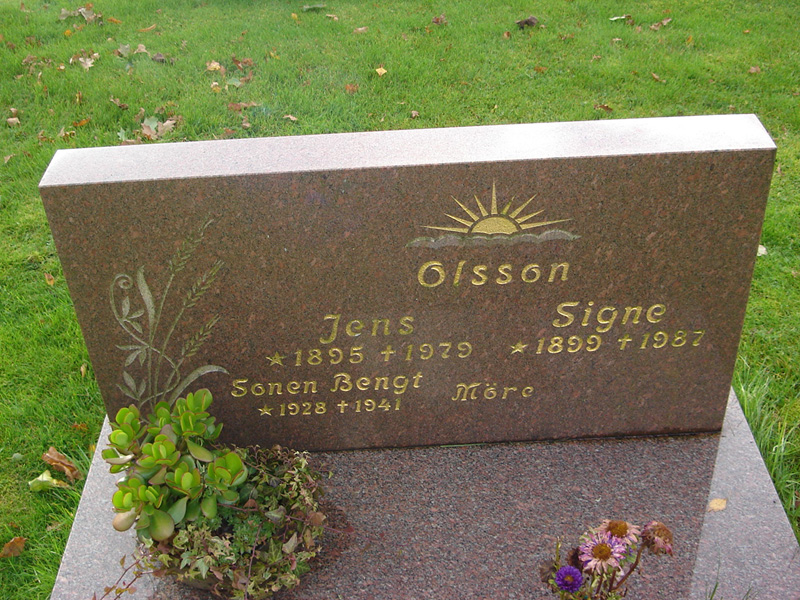 Olsson
Jens Signe
★1895 †1979 ★1899 †1987
Sonen Bengt Möre
★1928 †1941